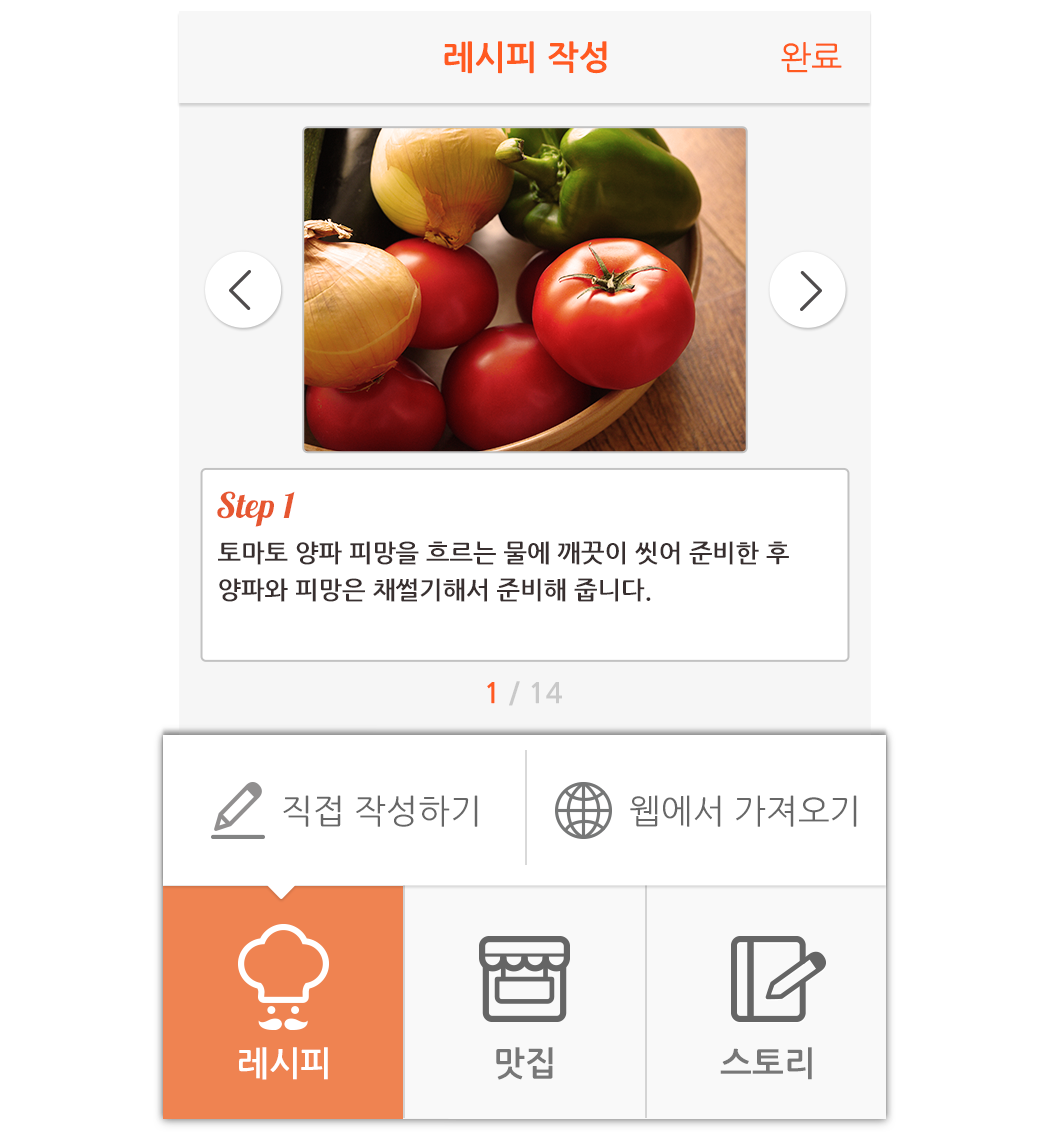 레시피 작성
완료
Step 1
토마토 양파 피망을 흐르는 물에 깨끗이 씻어 준비한 후
양파와 피망은 채썰기해서 준비해 줍니다.
1 / 14
직접 작성하기
웹에서 가져오기
레시피
맛집
스토리